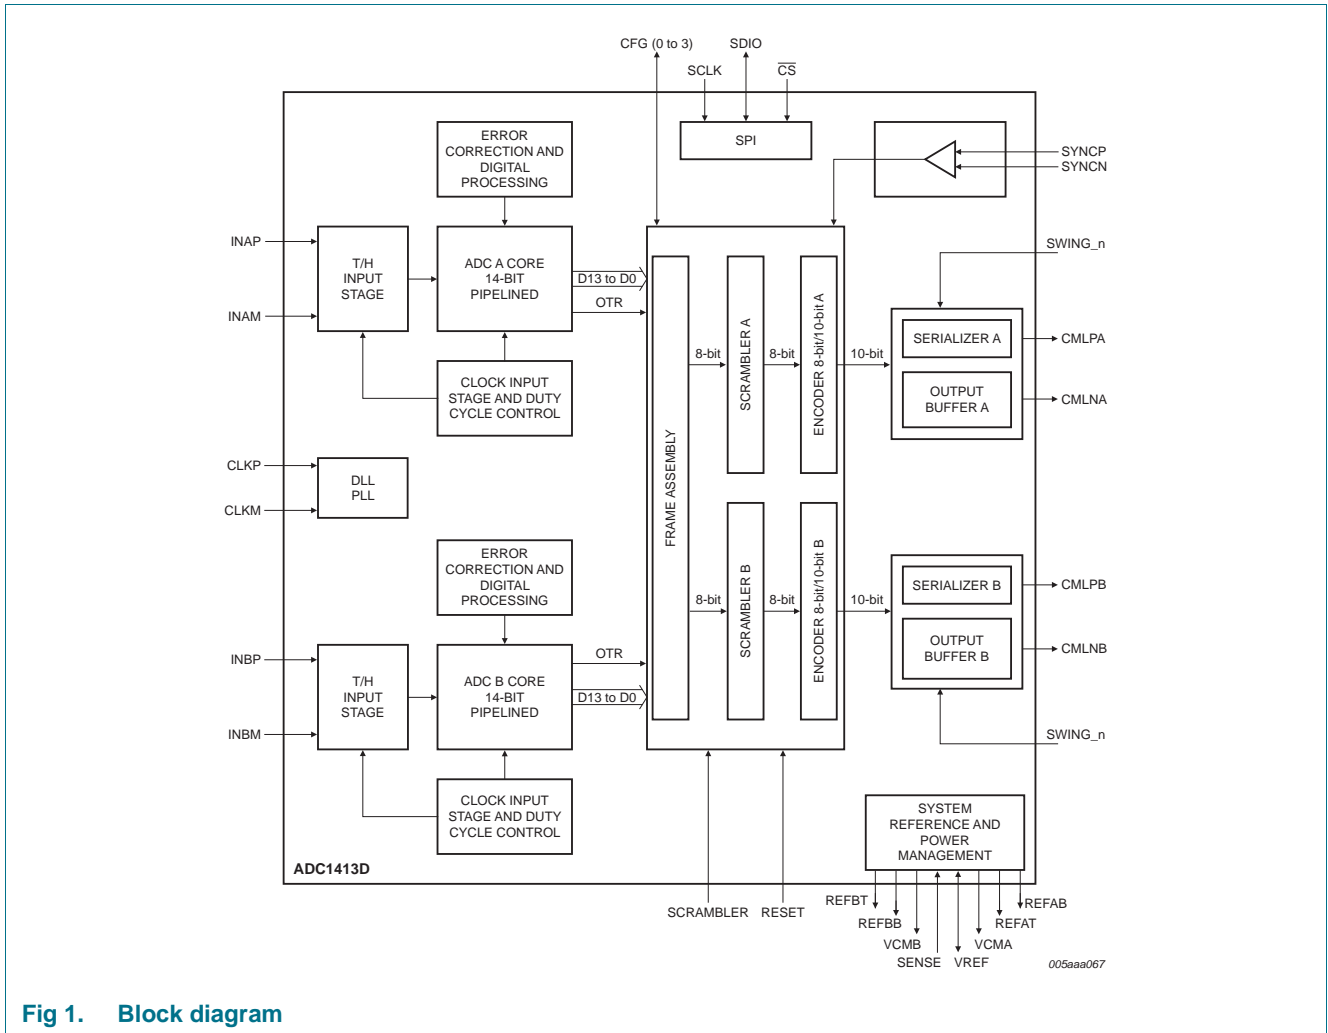 CFG (0 to 3)
SDIO
SCLK
CS
SPI
SYNCP
SYNCN
ERROR
CORRECTION AND
DIGITAL
PROCESSING
INAP
INAM
T/H
INPUT
STAGE
ADC A CORE
14-BIT
PIPELINED
D13 to D0
OTR
CLOCK INPUT
STAGE AND DUTY
CYCLE CONTROL
CLKP
CLKM
DLL
PLL
FRAME ASSEMBLY
8-bit
SCRAMBLER A
8-bit
ENCODER 8-bit/10-bit A
10-bit
SWING_n
SERIALIZER A
OUTPUT
BUFFER A
CMLPA
CMLNA
ERROR
CORRECTION AND
DIGITAL
PROCESSING
INBP
INBM
T/H
INPUT
STAGE
ADC B CORE
14-BIT
PIPELINED
OTR
D13 to D0
CLOCK INPUT
STAGE AND DUTY
CYCLE CONTROL
8-bit
SCRAMBLER B
8-bit
ENCODER 8-bit/10-bit B
10-bit
SERIALIZER B
OUTPUT
BUFFER B
CMLPB
CMLNB
SWING_n
SYSTEM
REFERENCE AND
POWER
MANAGEMENT
ADC1413D
SCRAMBLER
RESET
REFBT
REFBB
VCMB
SENSE
VREF
VCMA
REFAT
REFAB
005aaa067
Fig 1. Block diagram